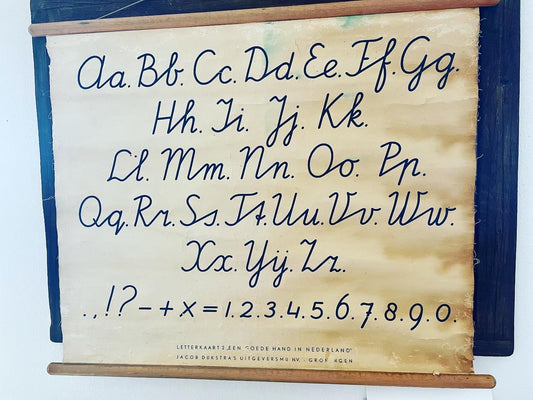 Aa. Bb. Cc. Dd. Ee. Ff. Gg.
Hh. Ii. Jj. Kk.
Ll. Mm. Nn. Oo. Pp.
Qq. Rr. Ss. Tt. Uu. Vv. Ww.
Xx. Yÿ. Zz.
. , ! ? – + x = 1. 2. 3. 4. 5. 6. 7. 8. 9. 0.
LETTERKAART 2 „EEN GOEDE HAND IN NEDERLAND"
JACOB DIJKSTRA'S UITGEVERSMIJ NV.